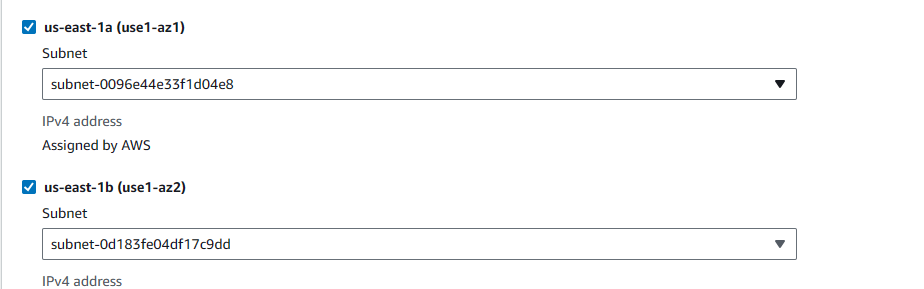 us-east-1a (use1-az1)
Subnet
subnet-0096e44e33f1d04e8
IPv4 address
Assigned by AWS
us-east-1b (use1-az2)
Subnet
subnet-0d183fe04df17c9dd
IPv4 address